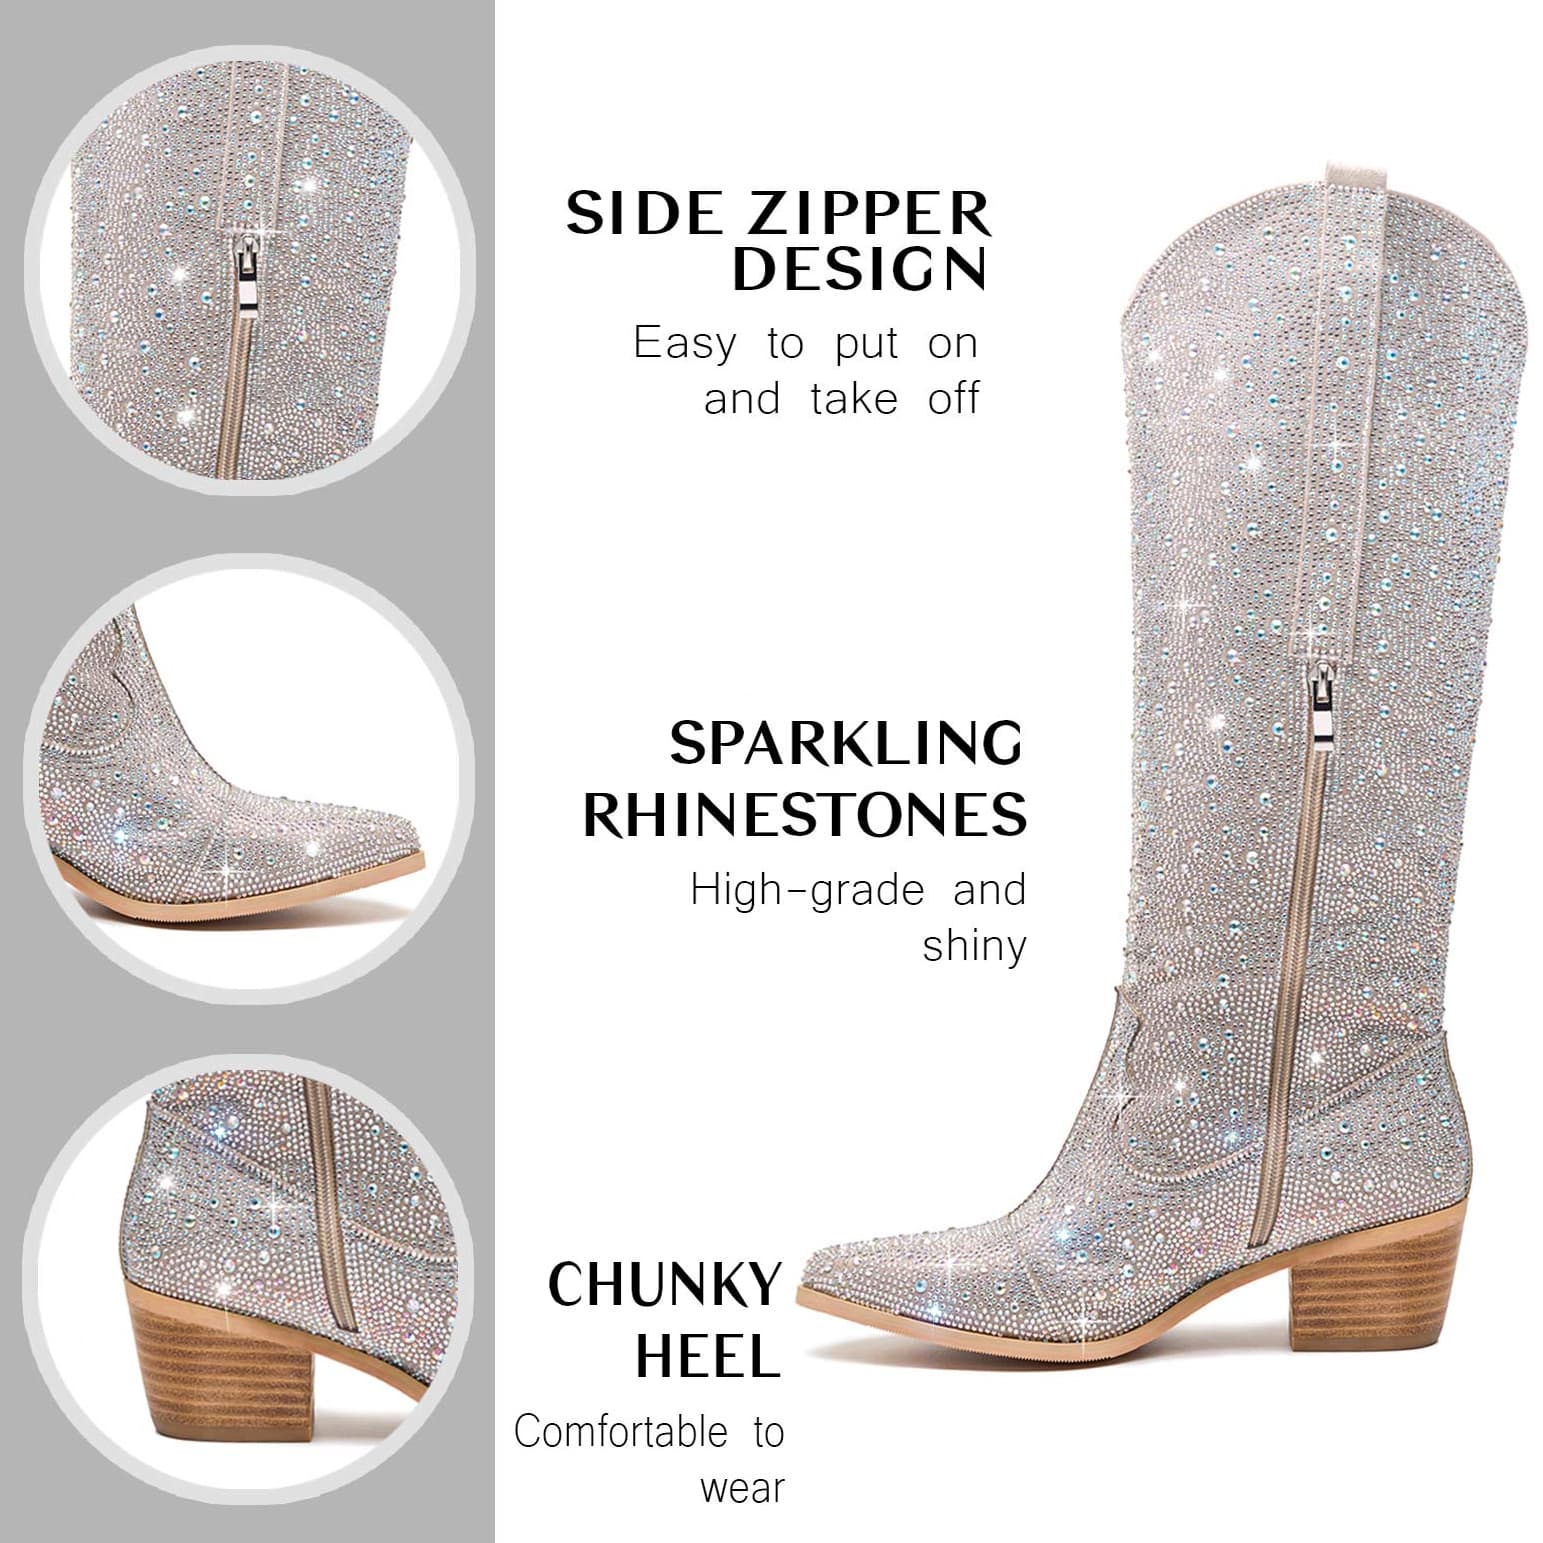 SIDE ZIPPER
DESIGN
Easy to put on
and take off
SPARKLING
RHINESTONES
High-grade and
shiny
CHUNKY
HEEL
Comfortable to
wear